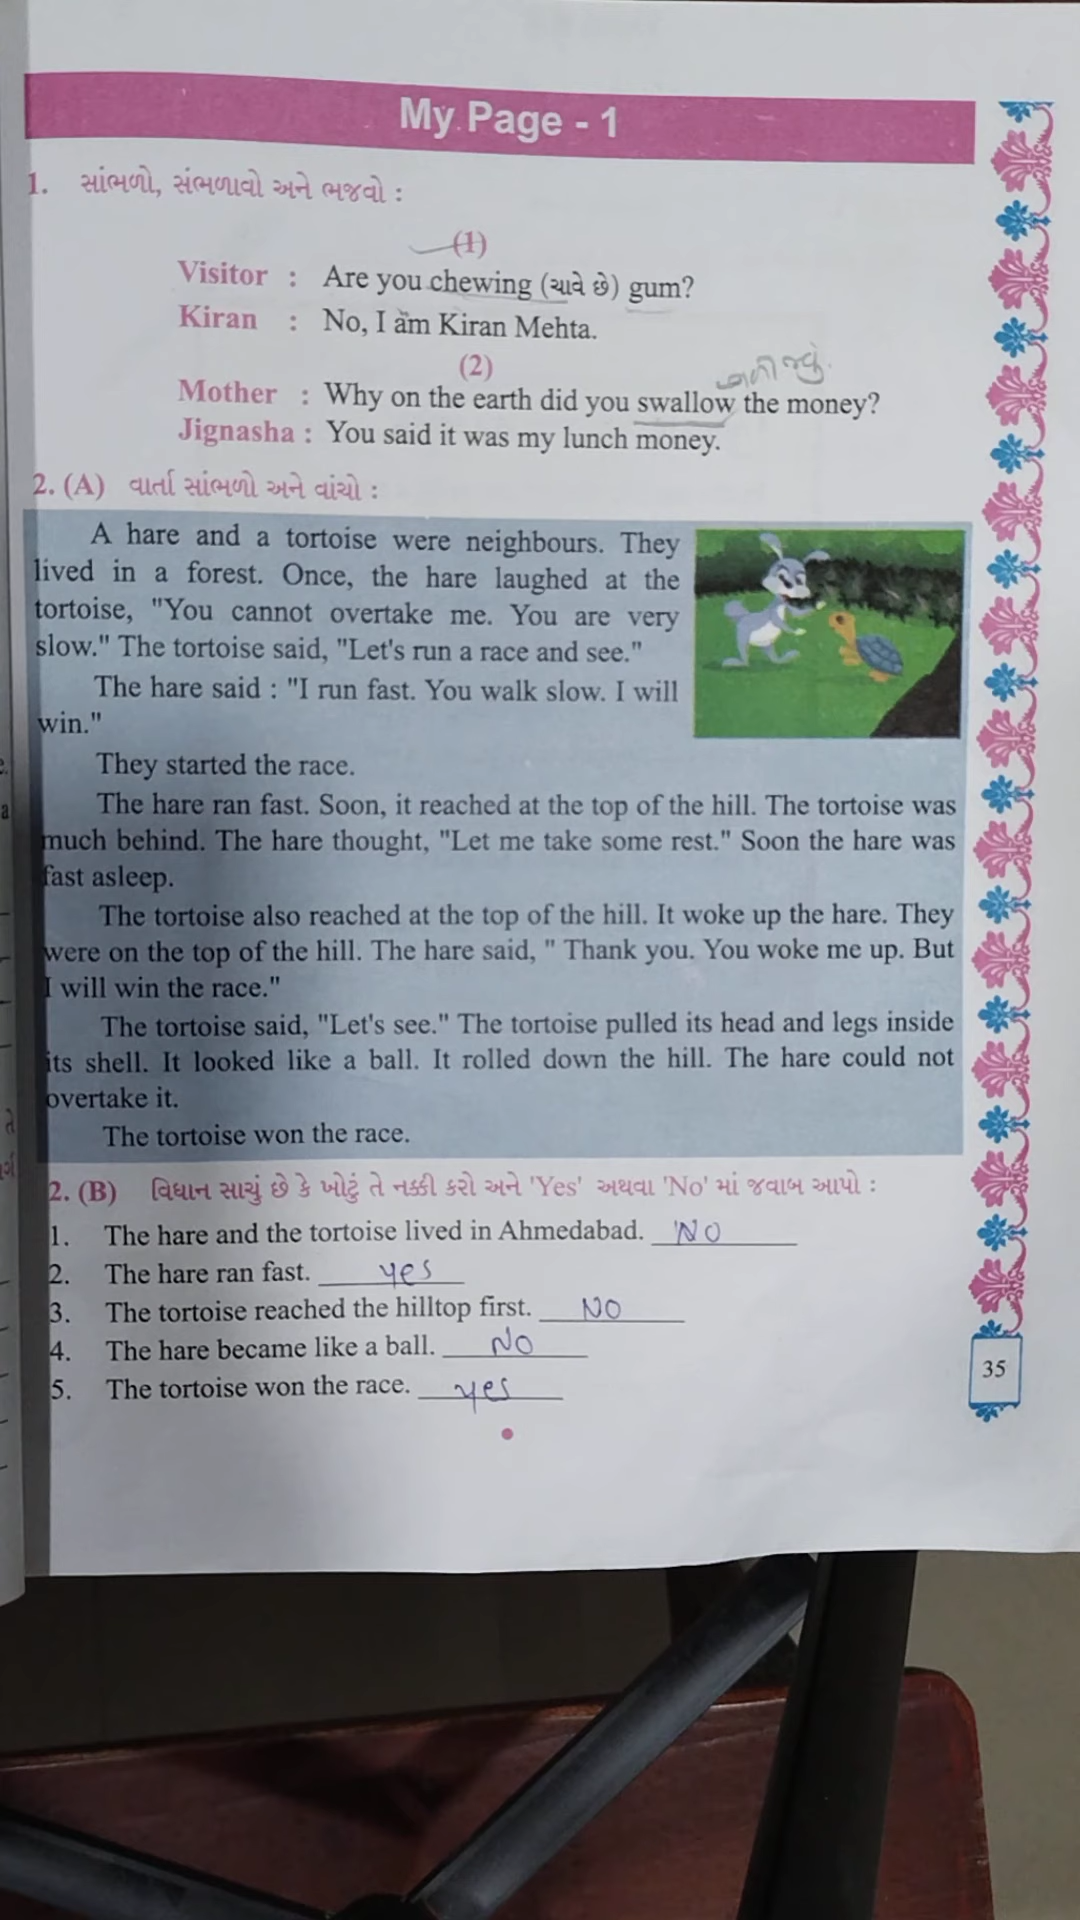 My Page - 1
1. સાંભળો, સંભળાવો અને ભજવો :
(1)
Visitor : Are you chewing (ચાવે છે) gum?
Kiran : No, I am Kiran Mehta.
(2)
ગળી જવું.
Mother : Why on the earth did you swallow the money?
Jignasha : You said it was my lunch money.
2. (A) વાર્તા સાંભળો અને વાંચો :
A hare and a tortoise were neighbours. They
lived in a forest. Once, the hare laughed at the
tortoise, "You cannot overtake me. You are very
slow." The tortoise said, "Let's run a race and see."
The hare said : "I run fast. You walk slow. I will
win."
They started the race.
The hare ran fast. Soon, it reached at the top of the hill. The tortoise was
much behind. The hare thought, "Let me take some rest." Soon the hare was
fast asleep.
The tortoise also reached at the top of the hill. It woke up the hare. They
were on the top of the hill. The hare said, " Thank you. You woke me up. But
I will win the race."
The tortoise said, "Let's see." The tortoise pulled its head and legs inside
its shell. It looked like a ball. It rolled down the hill. The hare could not
overtake it.
The tortoise won the race.
2. (B) વિધાન સાચું છે કે ખોટું તે નક્કી કરો અને 'Yes' અથવા 'No' માં જવાબ આપો :
1. The hare and the tortoise lived in Ahmedabad. NO
2. The hare ran fast. yes
3. The tortoise reached the hilltop first. NO
4. The hare became like a ball. NO
5. The tortoise won the race. yes
35